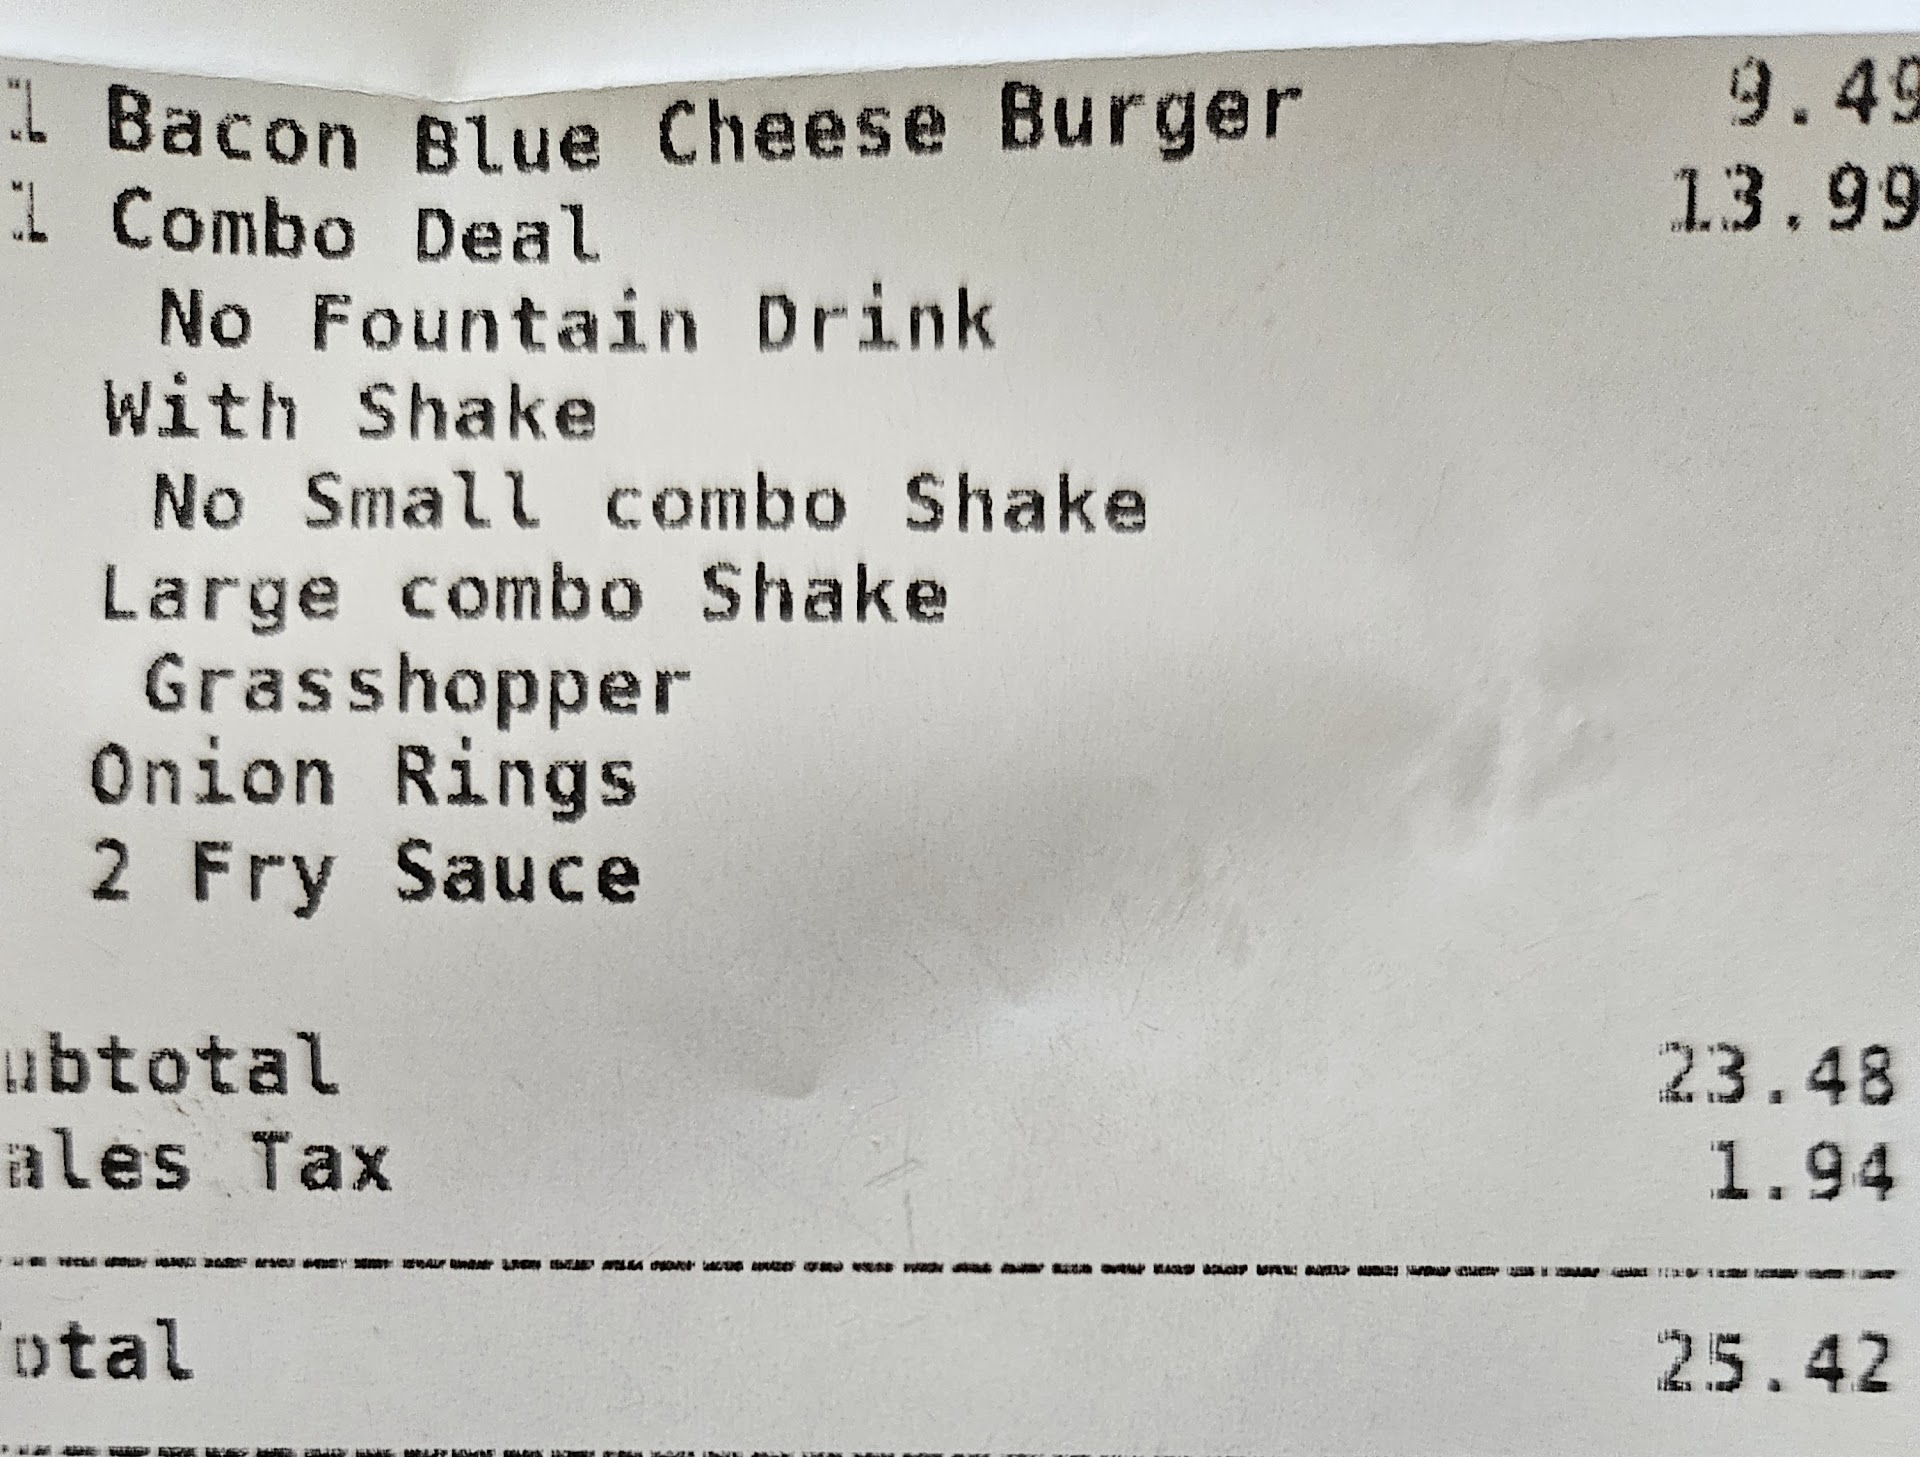 1 Bacon Blue Cheese Burger 9.49
1 Combo Deal 13.99
No Fountain Drink
With Shake
No Small combo Shake
Large combo Shake
Grasshopper
Onion Rings
2 Fry Sauce
ubtotal 23.48
ales Tax 1.94
otal 25.42